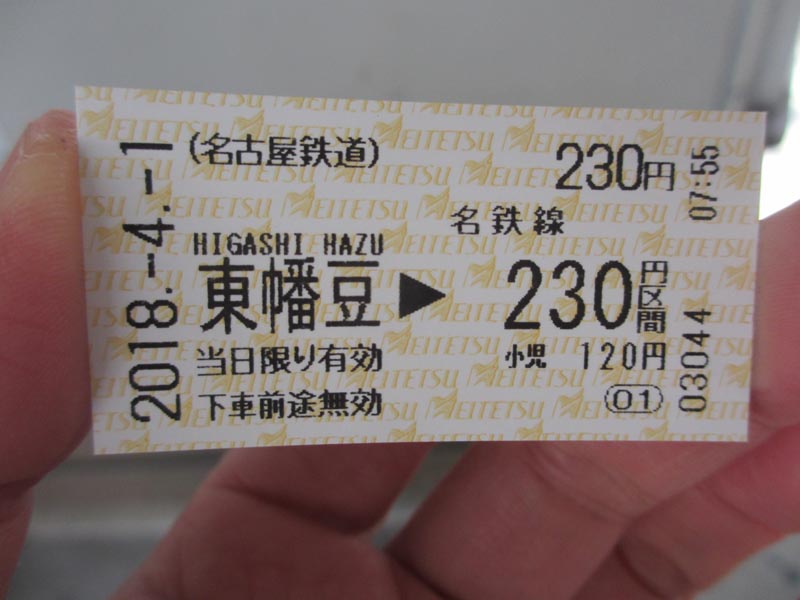 (名古屋鉄道)
230円
名鉄線
HIGASHI HAZU
東幡豆▶230円区間
当日限り有効
小児 120円
下車前途無効
01
2018.-4.-1
07:55
03044
MEITETSU